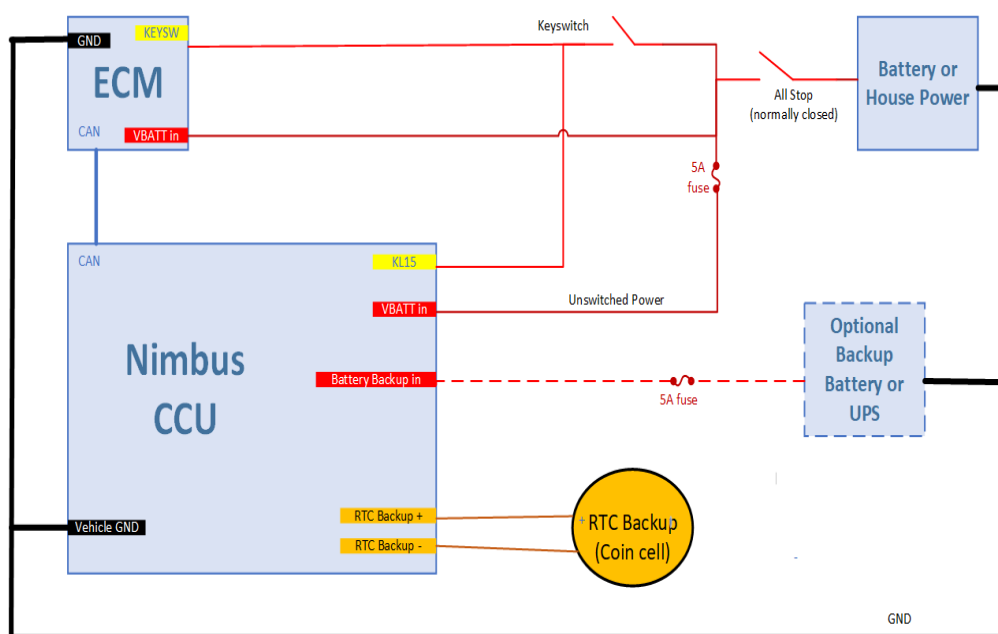 KEYSW
GND
ECM
CAN
VBATT in
Keyswitch
All Stop
(normally closed)
Battery or
House Power
5A
fuse
CAN
KL15
VBATT in
Unswitched Power
Nimbus
CCU
Battery Backup in
5A fuse
Optional
Backup
Battery or
UPS
Vehicle GND
RTC Backup +
RTC Backup -
+
RTC Backup
(Coin cell)
GND